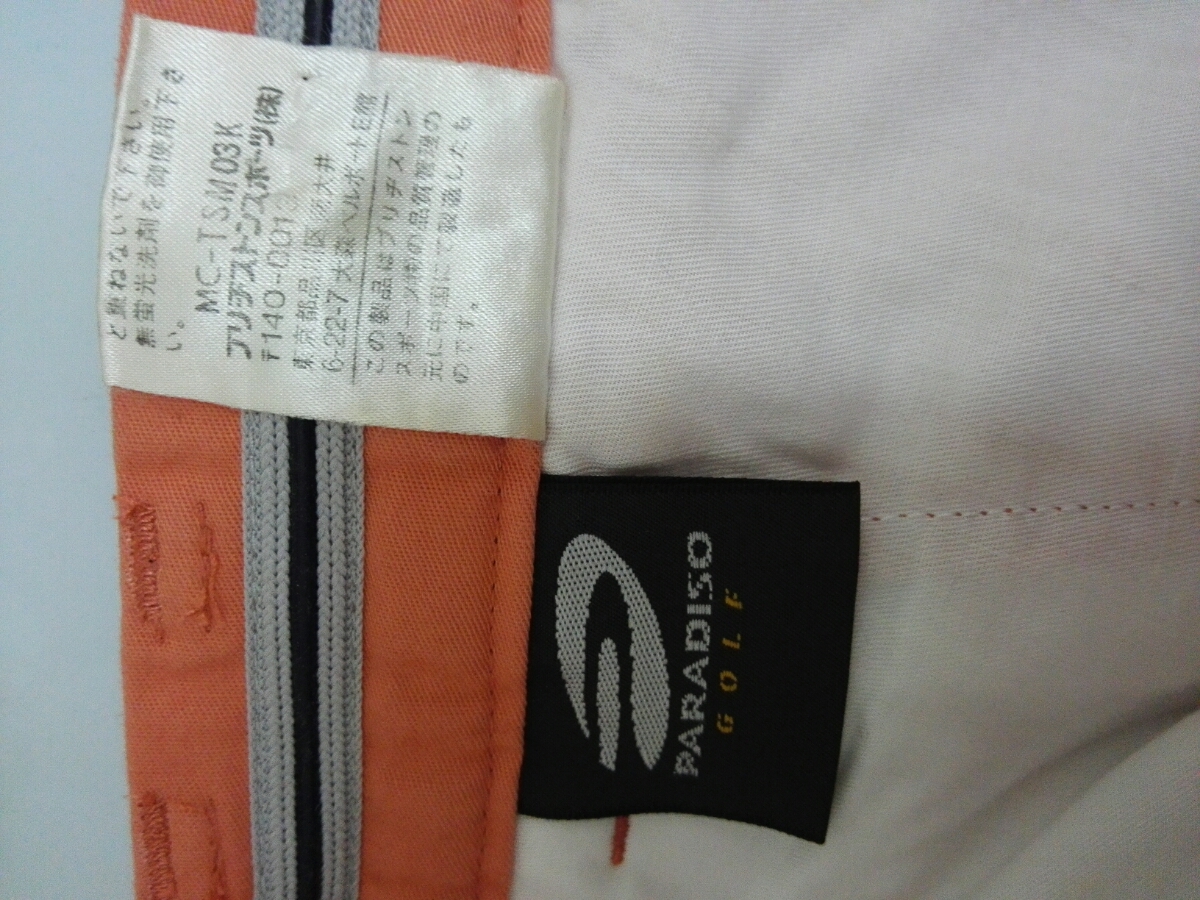 と重ねないで下さい。
無蛍光洗剤を御使用下さ
い。
MC-TSM03K
ブリヂストンスポーツ(株)
〒140-0013
東京都品川区南大井
6-22-7大森ベルポートE館
この製品はブリヂストン
スポーツ㈱の品質管理の
元に中国にて製造したも
のです。
PARADISO
GOLF